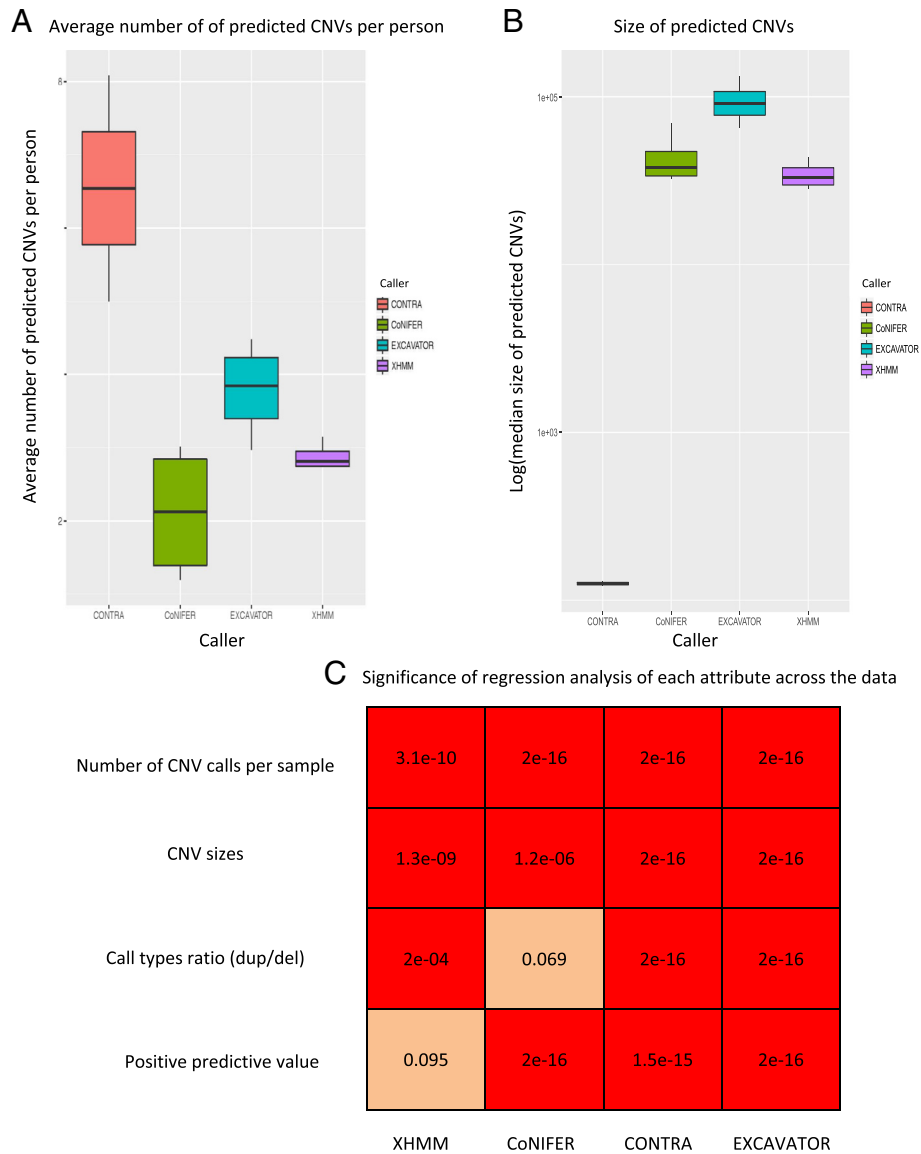 A Average number of of predicted CNVs per person
Average number of predicted CNVs per person
8
2
CONTRA CoNIFER EXCAVATOR XHMM
Caller
Caller
CONTRA
CoNIFER
EXCAVATOR
XHMM
B Size of predicted CNVs
Log(median size of predicted CNVs)
1e+05
1e+03
CONTRA CoNIFER EXCAVATOR XHMM
Caller
Caller
CONTRA
CoNIFER
EXCAVATOR
XHMM
C Significance of regression analysis of each attribute across the data
Number of CNV calls per sample 3.1e-10 2e-16 2e-16 2e-16
CNV sizes 1.3e-09 1.2e-06 2e-16 2e-16
Call types ratio (dup/del) 2e-04 0.069 2e-16 2e-16
Positive predictive value 0.095 2e-16 1.5e-15 2e-16
XHMM CoNIFER CONTRA EXCAVATOR